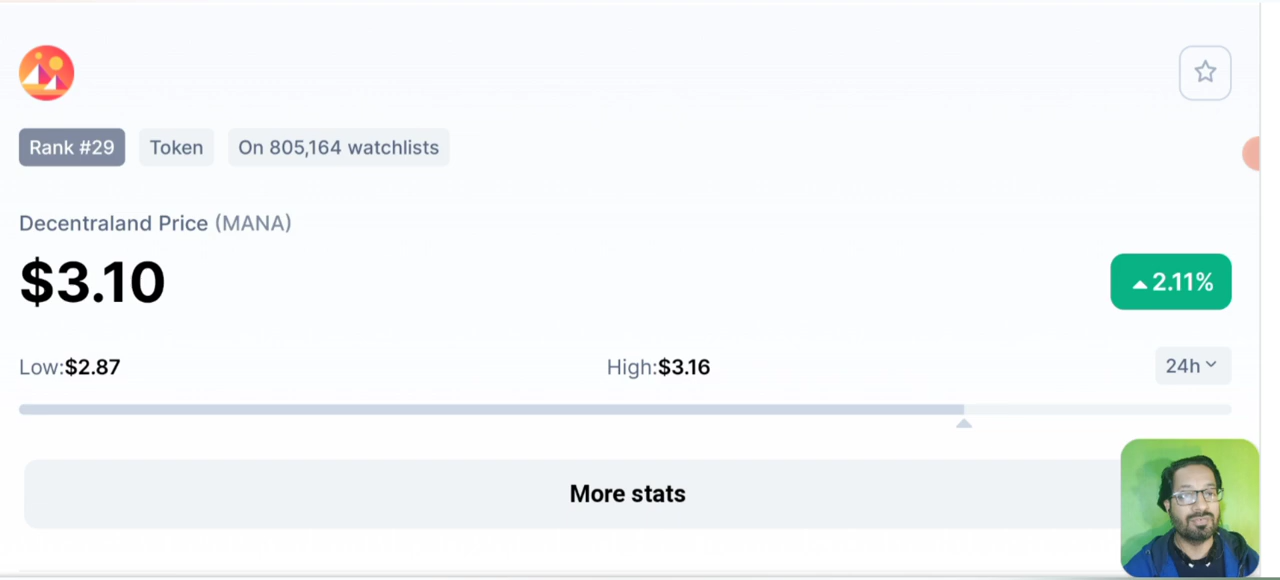 Rank #29 Token On 805,164 watchlists
Decentraland Price (MANA)
$3.10 2.11%
Low:$2.87 High:$3.16 24h
More stats